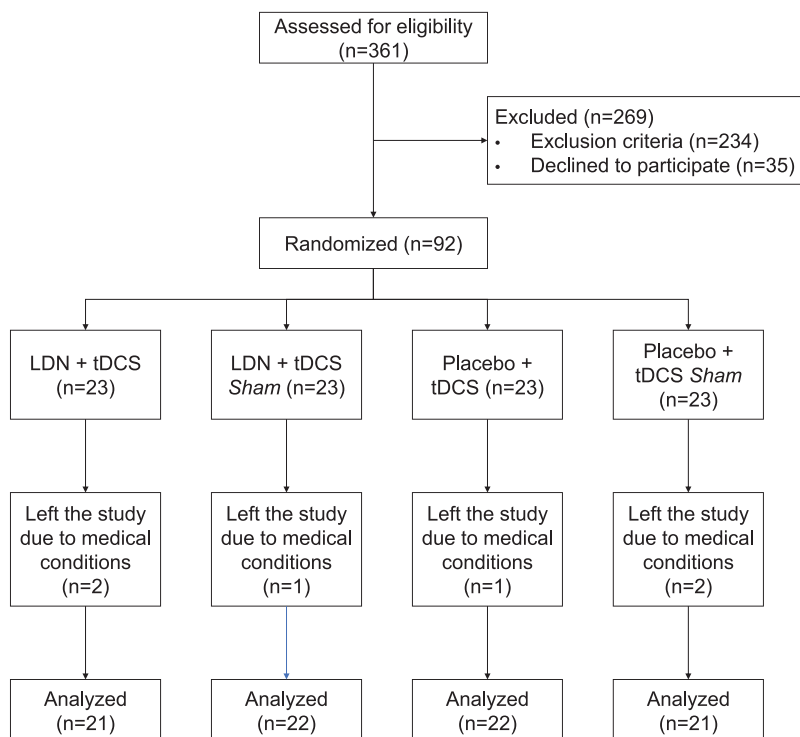 Assessed for eligibility
(n=361)
Excluded (n=269)
• Exclusion criteria (n=234)
• Declined to participate (n=35)
Randomized (n=92)
LDN + tDCS
(n=23)
LDN + tDCS
Sham (n=23)
Placebo +
tDCS (n=23)
Placebo +
tDCS Sham
(n=23)
Left the study
due to medical
conditions
(n=2)
Left the study
due to medical
conditions
(n=1)
Left the study
due to medical
conditions
(n=1)
Left the study
due to medical
conditions
(n=2)
Analyzed
(n=21)
Analyzed
(n=22)
Analyzed
(n=22)
Analyzed
(n=21)